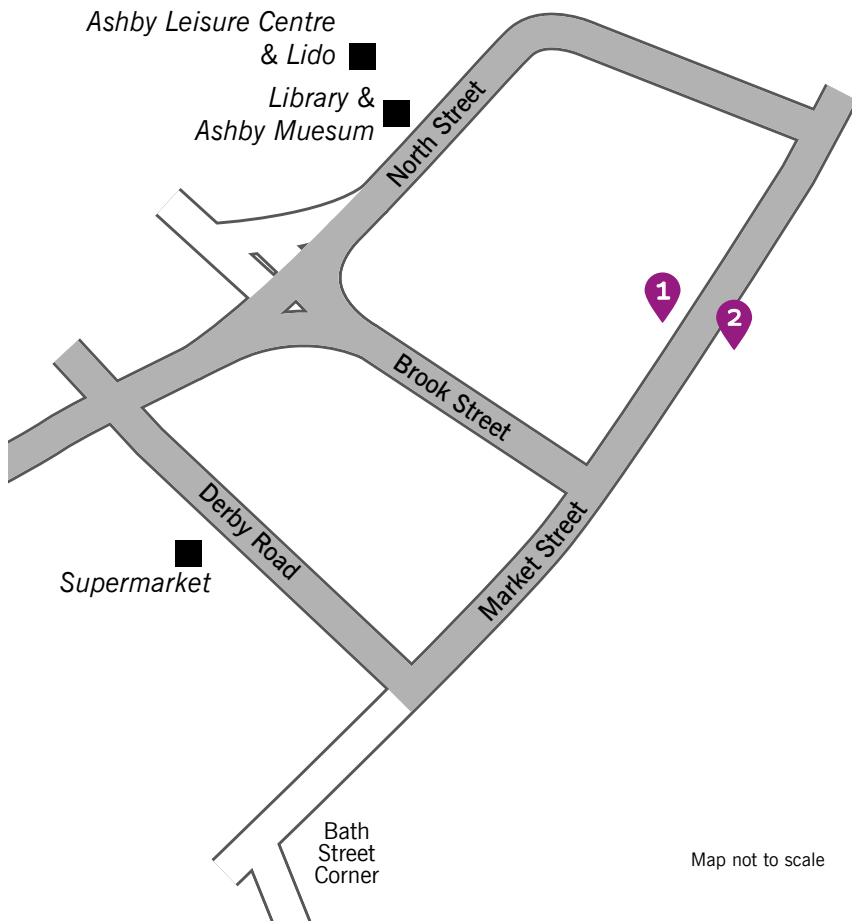 Ashby Leisure Centre
& Lido
Library &
Ashby Muesum
North Street
1
2
Brook Street
Derby Road
Market Street
Supermarket
Bath
Street
Corner
Map not to scale